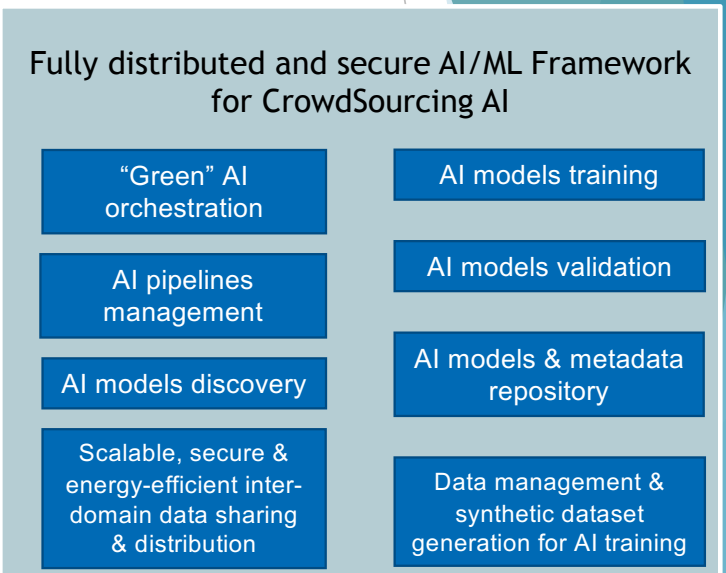 Fully distributed and secure AI/ML Framework
for CrowdSourcing AI
“Green” AI
orchestration
AI pipelines
management
AI models discovery
Scalable, secure &
energy-efficient inter-
domain data sharing
& distribution
AI models training
AI models validation
AI models & metadata
repository
Data management &
synthetic dataset
generation for AI training